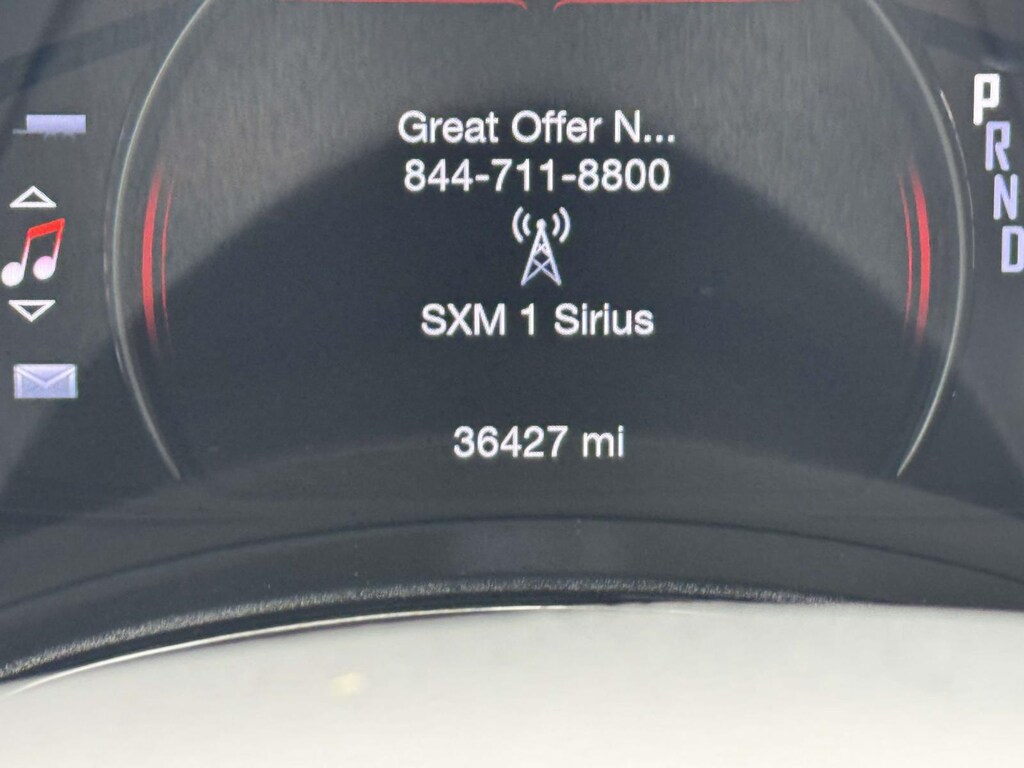 Great Offer N...
844-711-8800
SXM 1 Sirius
36427 mi
P
R
N
D